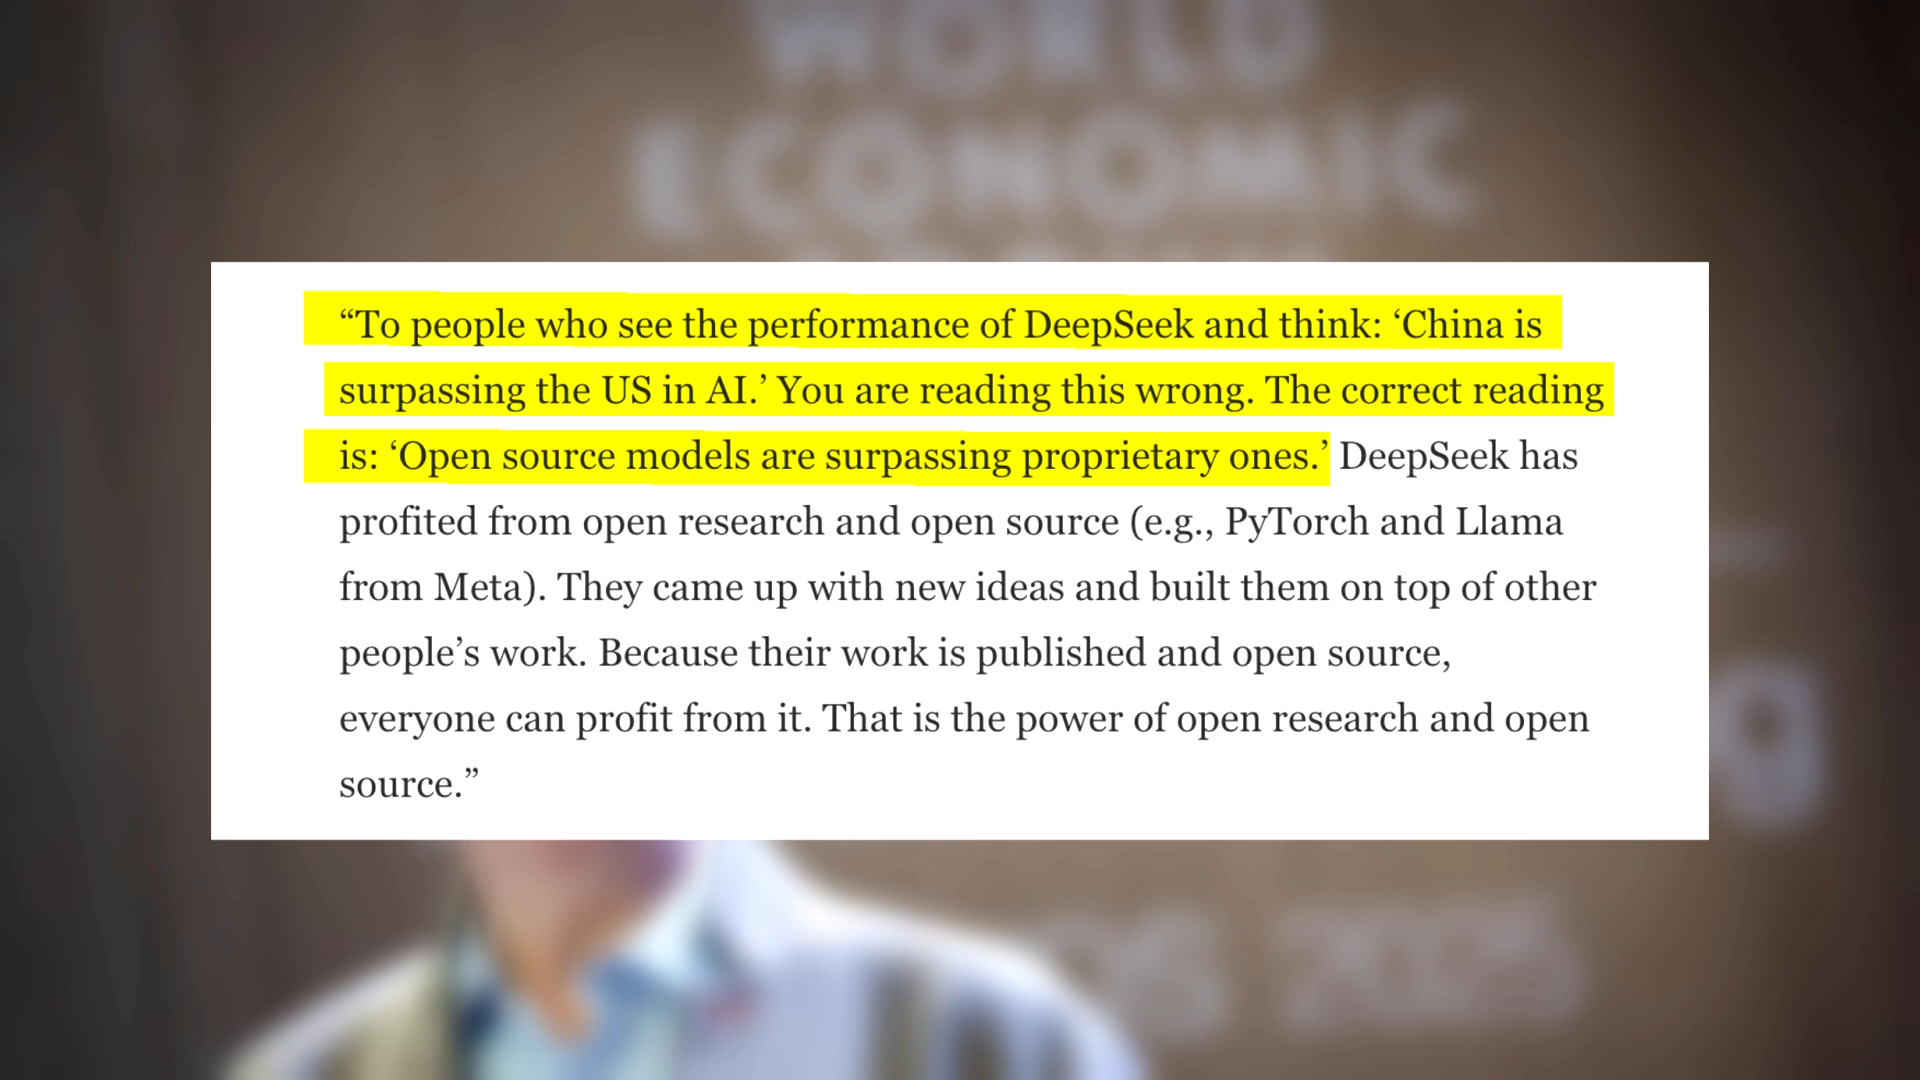 WORLD
ECONOMIC
“To people who see the performance of DeepSeek and think: ‘China is
surpassing the US in AI.’ You are reading this wrong. The correct reading
is: ‘Open source models are surpassing proprietary ones.’ DeepSeek has
profited from open research and open source (e.g., PyTorch and Llama
from Meta). They came up with new ideas and built them on top of other
people’s work. Because their work is published and open source,
everyone can profit from it. That is the power of open research and open
source.”
2025